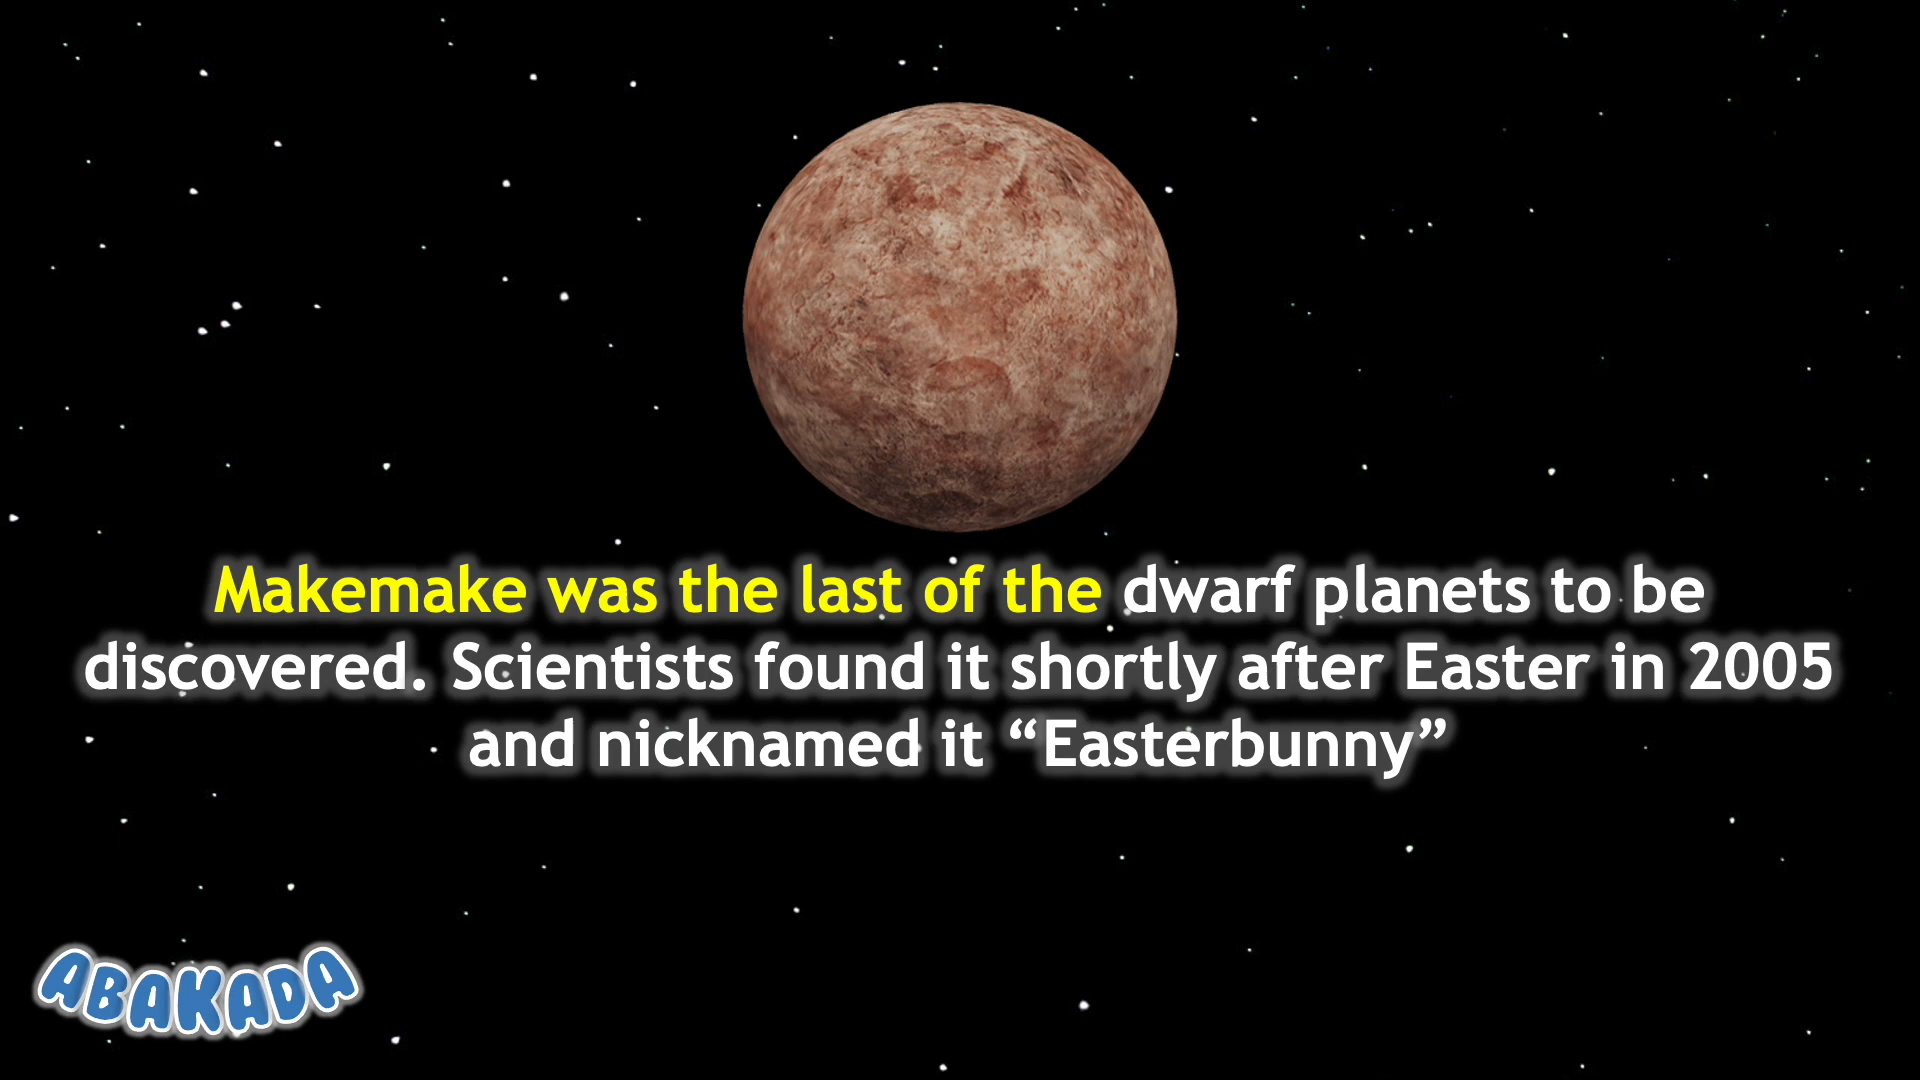 Makemake was the last of the dwarf planets to be
discovered. Scientists found it shortly after Easter in 2005
and nicknamed it “Easterbunny”
ABAKADA